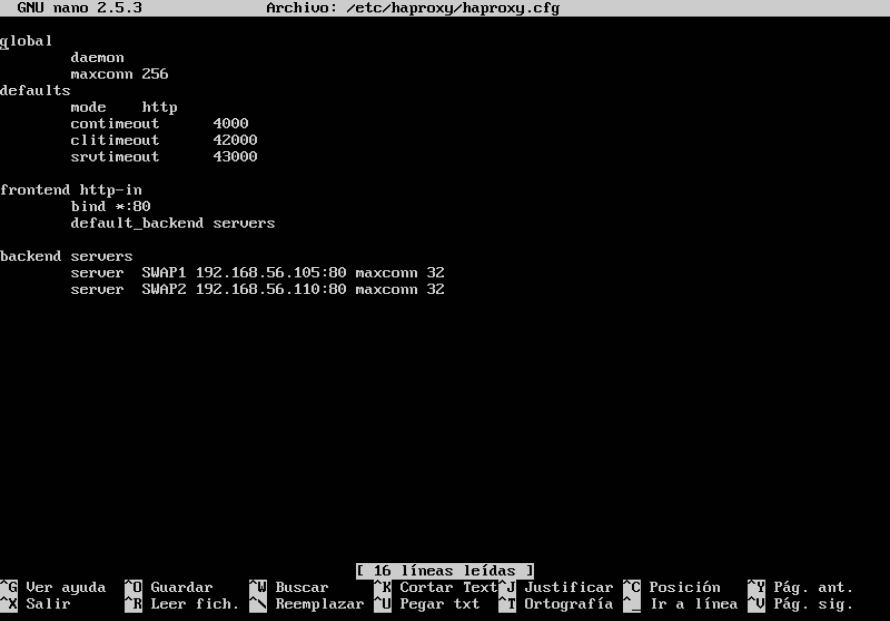 GNU nano 2.5.3 Archivo: /etc/haproxy/haproxy.cfg
global
daemon
maxconn 256
defaults
mode http
contimeout 4000
clitimeout 42000
srvtimeout 43000
frontend http-in
bind *:80
default_backend servers
backend servers
server SWAP1 192.168.56.105:80 maxconn 32
server SWAP2 192.168.56.110:80 maxconn 32
[ 16 líneas leídas ]
^G Ver ayuda ^O Guardar ^W Buscar ^K Cortar Text ^J Justificar ^C Posición ^Y Pág. ant.
^X Salir ^R Leer fich. ^\ Reemplazar ^U Pegar txt ^T Ortografía ^_ Ir a línea ^V Pág. sig.